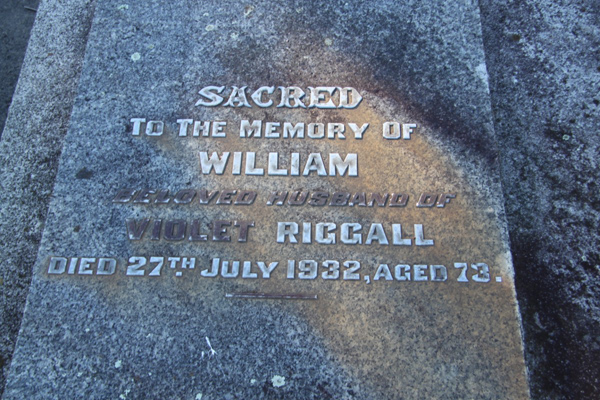 SACRED
TO THE MEMORY OF
WILLIAM
BELOVED HUSBAND OF
VIOLET RIGGALL
DIED 27TH JULY 1932, AGED 73.